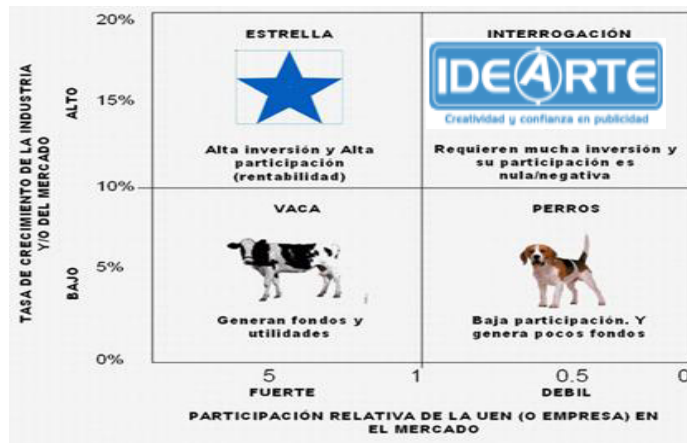 20%
ESTRELLA
INTERROGACIÓN
IDEARTE
Creatividad y confianza en publicidad
TASA DE CRECIMIENTO DE LA INDUSTRIA
Y/O DEL MERCADO
ALTO
15%
Alta inversión y Alta
participación
(rentabilidad)
Requieren mucha inversión y
su participación es
nula/negativa
10%
VACA
PERROS
BAJO
5%
Generan fondos y
utilidades
Baja participación. Y
genera pocos fondos
0%
5
1
0.5
0
FUERTE
DEBIL
PARTICIPACIÓN RELATIVA DE LA UEN (O EMPRESA) EN
EL MERCADO